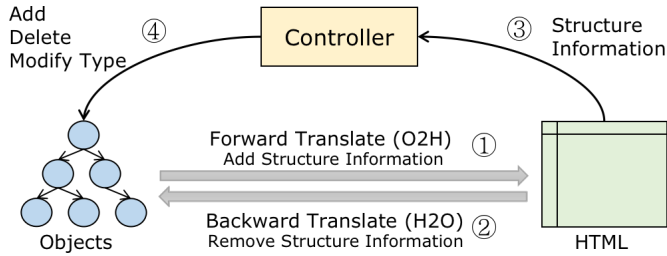 Add
Delete
Modify Type
④
Controller
③
Structure
Information
Forward Translate (O2H)
Add Structure Information
①
Backward Translate (H2O)
Remove Structure Information
②
Objects
HTML